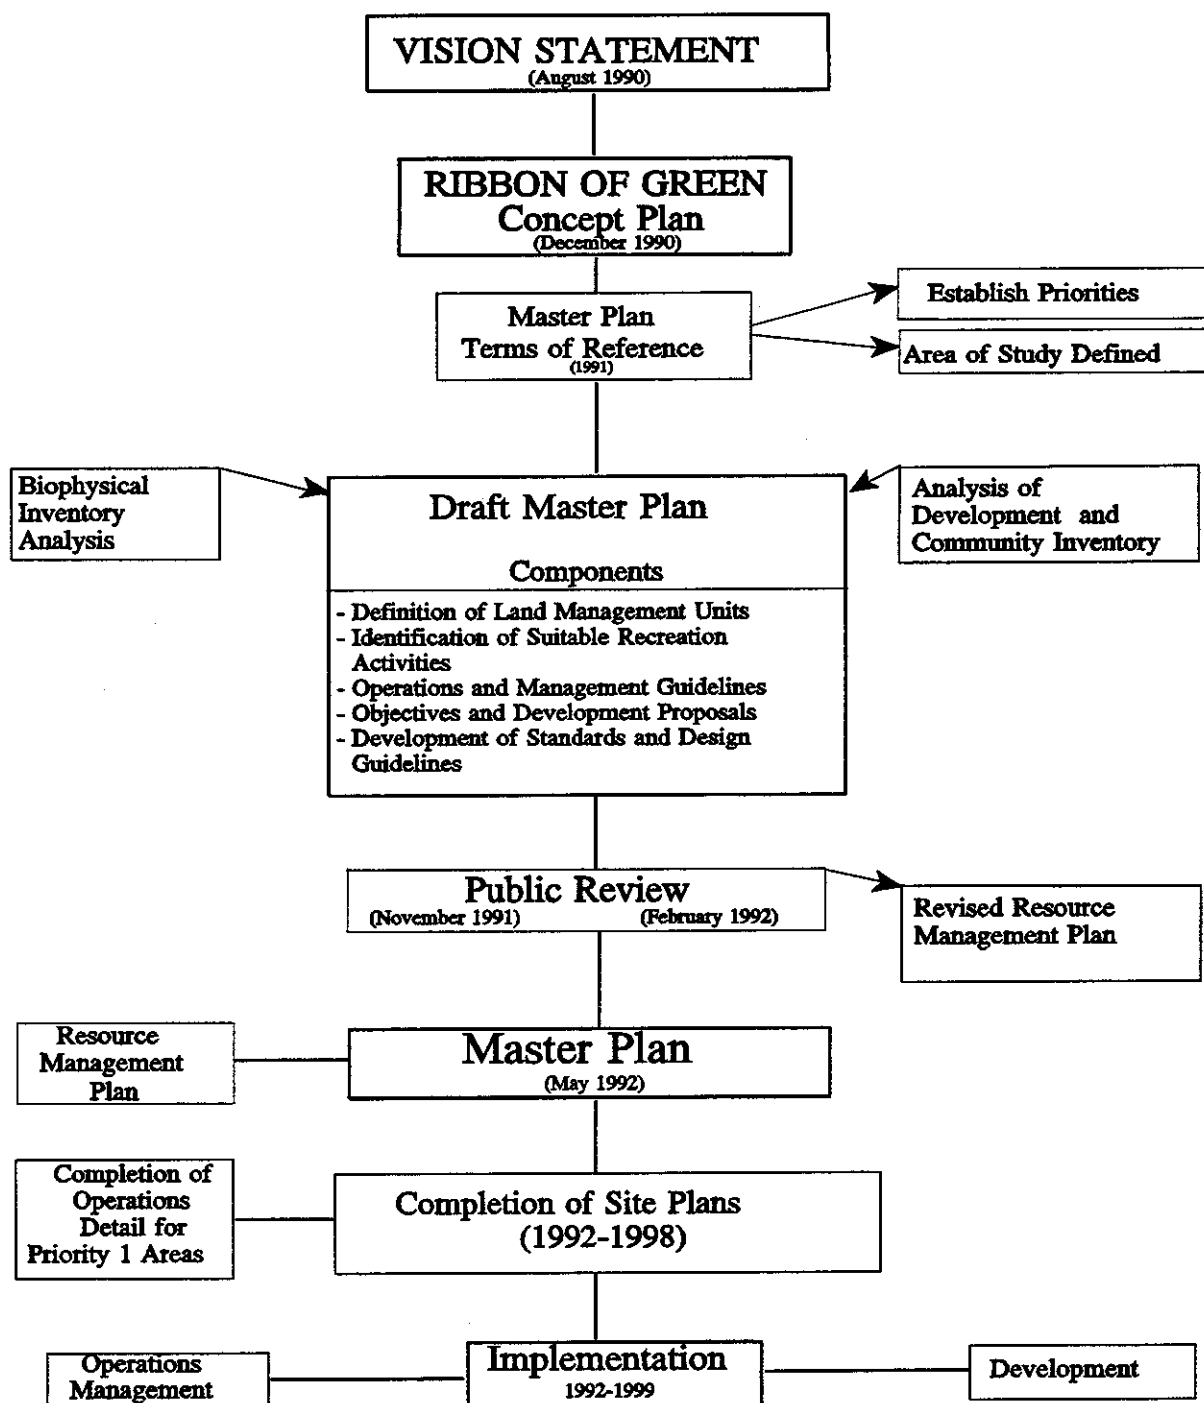 VISION STATEMENT
(August 1990)
RIBBON OF GREEN
Concept Plan
(December 1990)
Master Plan
Terms of Reference
(1991)
Establish Priorities
Area of Study Defined
Biophysical
Inventory
Analysis
Draft Master Plan
Components
- Definition of Land Management Units
- Identification of Suitable Recreation
Activities
- Operations and Management Guidelines
- Objectives and Development Proposals
- Development of Standards and Design
Guidelines
Analysis of
Development and
Community Inventory
Public Review
(November 1991) (February 1992)
Revised Resource
Management Plan
Resource
Management
Plan
Master Plan
(May 1992)
Completion of
Operations
Detail for
Priority 1 Areas
Completion of Site Plans
(1992-1998)
Operations
Management
Implementation
1992-1999
Development